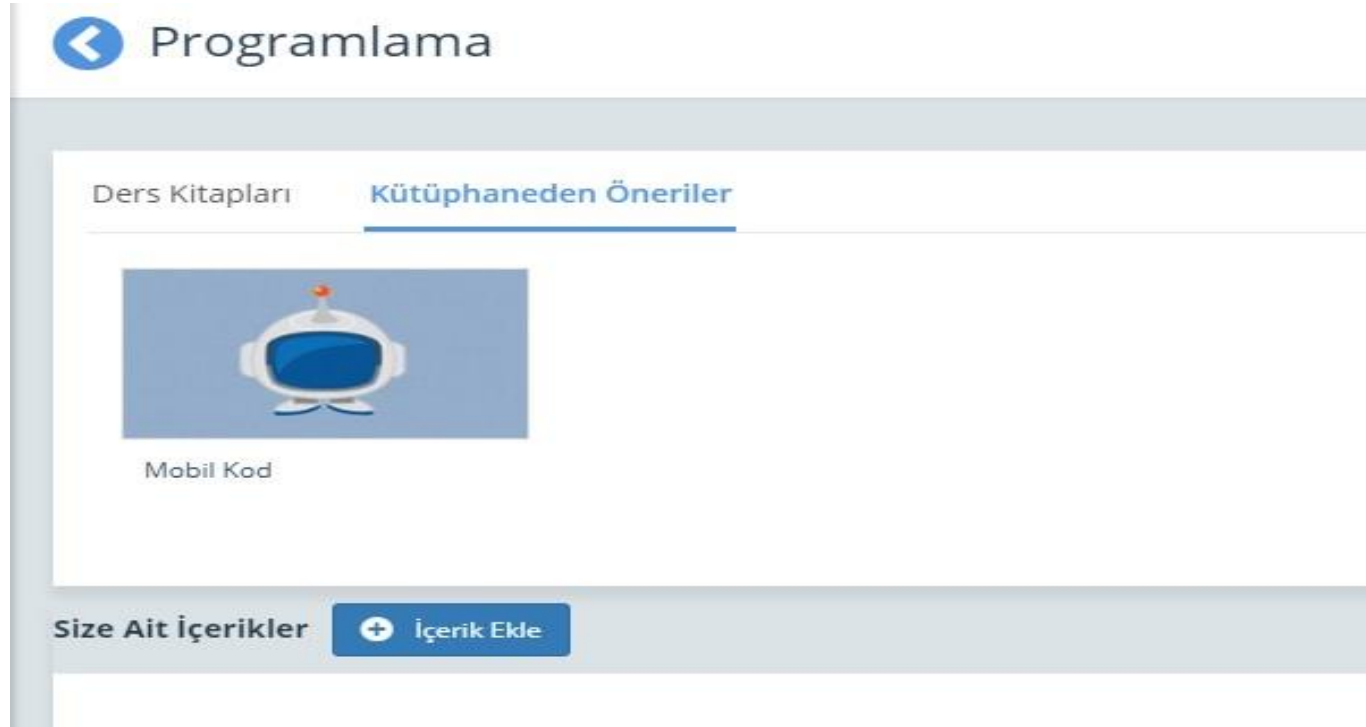 Programlama
Ders Kitapları Kütüphaneden Öneriler
Mobil Kod
Size Ait İçerikler İçerik Ekle